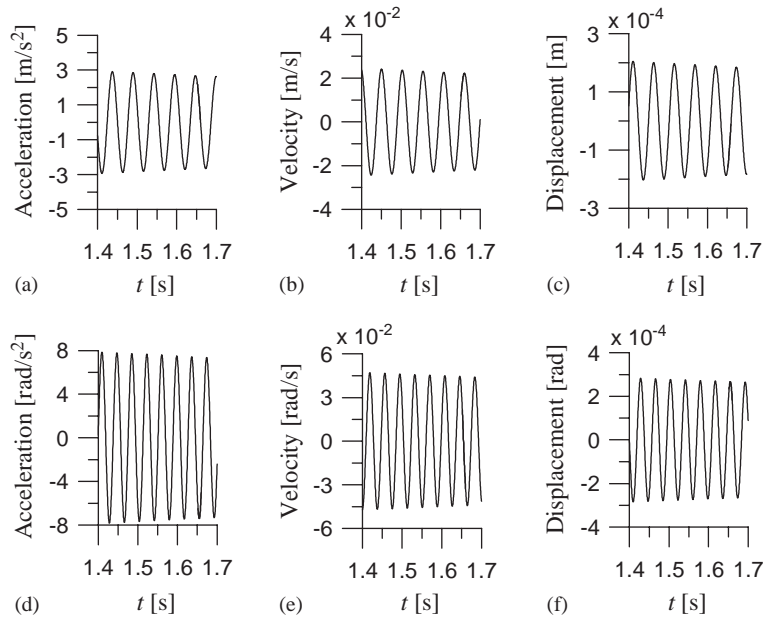 x 10⁻² x 10⁻⁴
5 4 3
3 2 1
1 0 -1
-1 -2 -3
-3 -4
-5
Acceleration [m/s²] Velocity [m/s] Displacement [m]
1.4 1.5 1.6 1.7 1.4 1.5 1.6 1.7 1.4 1.5 1.6 1.7
(a) t [s] (b) t [s] (c) t [s]
x 10⁻² x 10⁻⁴
8 6 4
4 3 2
0 0 0
-4 -3 -2
-8 -6 -4
Acceleration [rad/s²] Velocity [rad/s] Displacement [rad]
1.4 1.5 1.6 1.7 1.4 1.5 1.6 1.7 1.4 1.5 1.6 1.7
(d) t [s] (e) t [s] (f) t [s]